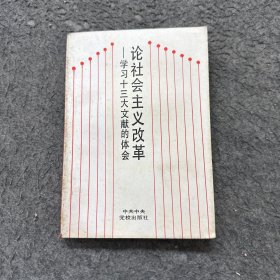 论社会主义改革
——学习十三大文献的体会
中共中央
党校出版社